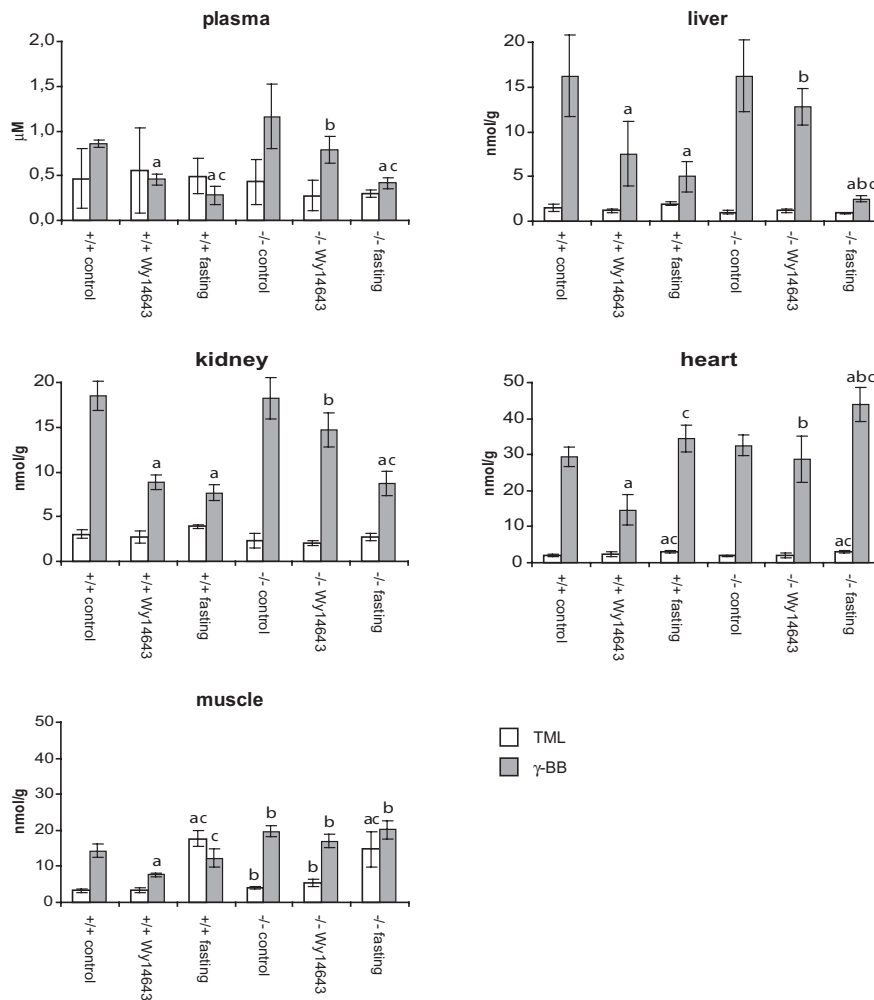 plasma
2,0
1,5
1,0
0,5
0,0
µM
a
a c
b
a c
+/+ control
+/+ Wy14643
+/+ fasting
-/- control
-/- Wy14643
-/- fasting
liver
20
15
10
5
0
nmol/g
a
a
b
abc
+/+ control
+/+ Wy14643
+/+ fasting
-/- control
-/- Wy14643
-/- fasting
kidney
20
15
10
5
0
nmol/g
a
a
b
a c
+/+ control
+/+ Wy14643
+/+ fasting
-/- control
-/- Wy14643
-/- fasting
heart
50
40
30
20
10
0
nmol/g
a
ac
c
b
ac
abc
+/+ control
+/+ Wy14643
+/+ fasting
-/- control
-/- Wy14643
-/- fasting
muscle
50
40
30
20
10
0
nmol/g
a
ac
c
b
b
b
b
ac
b
+/+ control
+/+ Wy14643
+/+ fasting
-/- control
-/- Wy14643
-/- fasting
TML
γ-BB